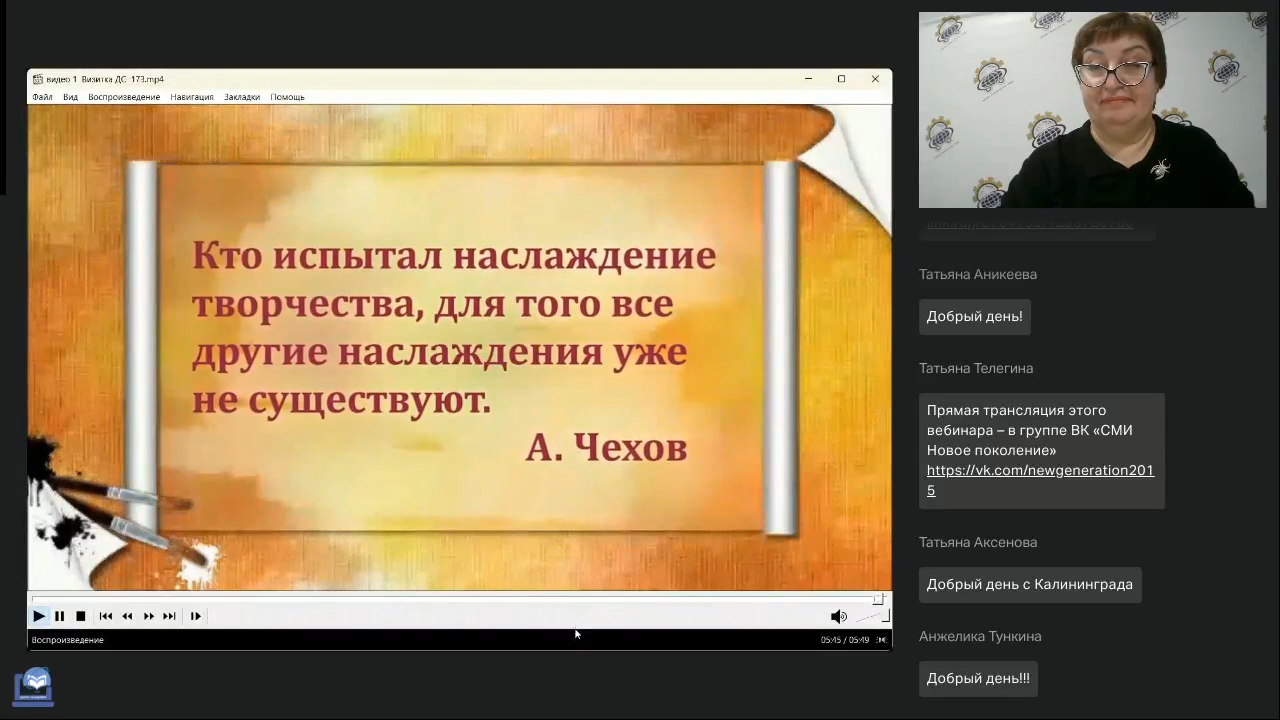 видео 1 Визитка ДС 173.mp4
Файл Вид Воспроизведение Навигация Закладки Помощь
Кто испытал наслаждение
творчества, для того все
другие наслаждения уже
не существуют.
А. Чехов
Воспроизведение
05:45 / 05:49
Татьяна Аникеева
Добрый день!
Татьяна Телегина
Прямая трансляция этого
вебинара – в группе ВК «СМИ
Новое поколение»
https://vk.com/newgeneration201
5
Татьяна Аксенова
Добрый день с Калининграда
Анжелика Тункина
Добрый день!!!